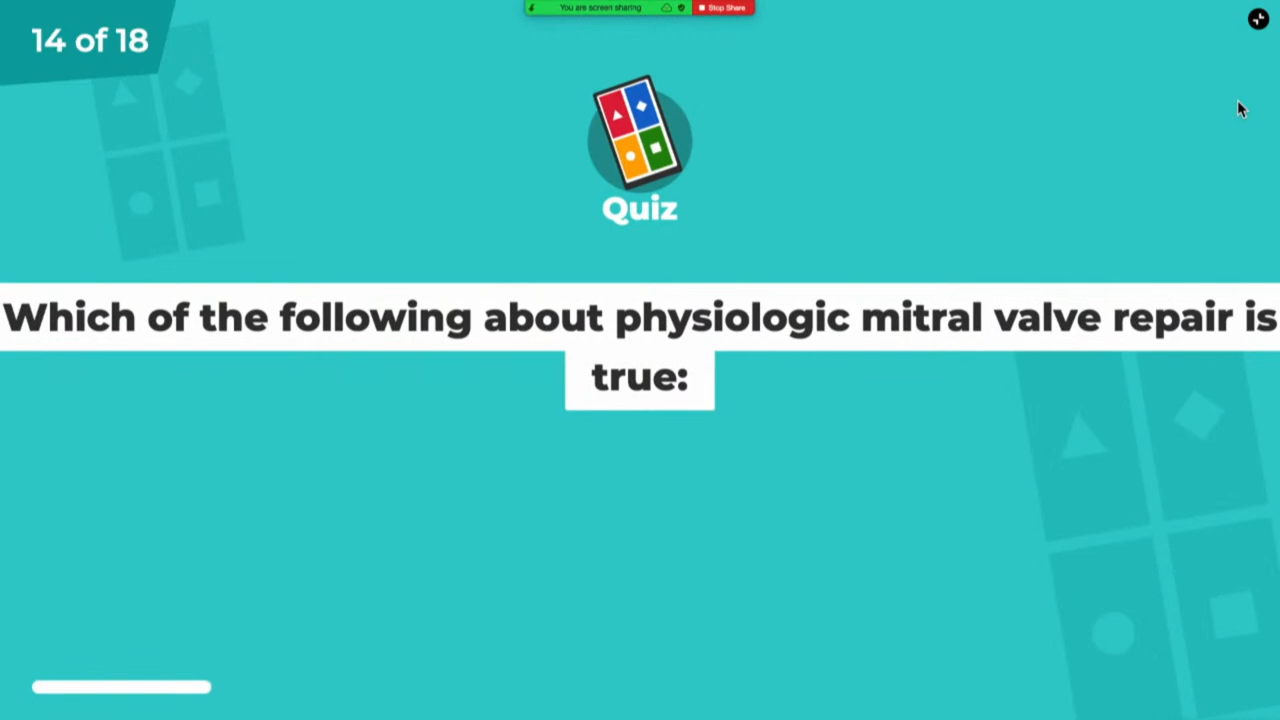 You are screen sharing
Stop Share
14 of 18
Quiz
Which of the following about physiologic mitral valve repair is
true: